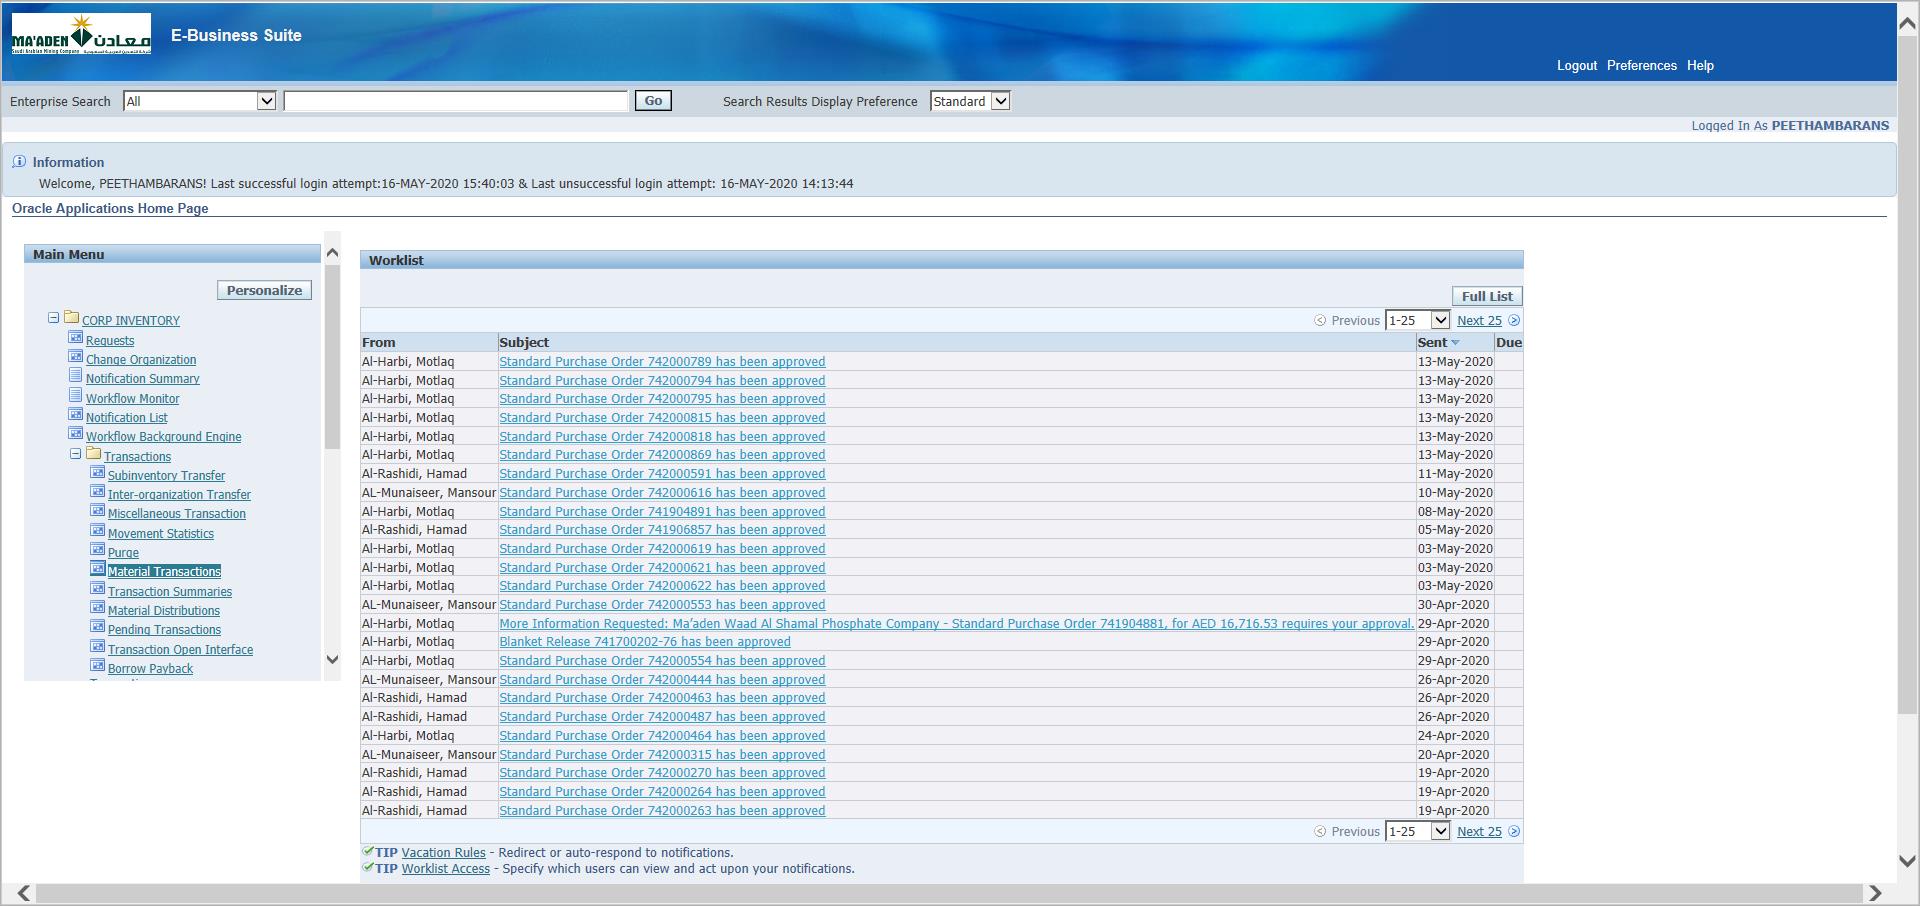 MA'ADEN معادن
Saudi Arabian Mining Company
E-Business Suite
Logout Preferences Help
Enterprise Search All Go Search Results Display Preference Standard
Logged In As PEETHAMBARANS
Information
Welcome, PEETHAMBARANS! Last successful login attempt:16-MAY-2020 15:40:03 & Last unsuccessful login attempt: 16-MAY-2020 14:13:44
Oracle Applications Home Page
Main Menu
Personalize
CORP INVENTORY
Requests
Change Organization
Notification Summary
Workflow Monitor
Notification List
Workflow Background Engine
Transactions
Subinventory Transfer
Inter-organization Transfer
Miscellaneous Transaction
Movement Statistics
Purge
Material Transactions
Transaction Summaries
Material Distributions
Pending Transactions
Transaction Open Interface
Borrow Payback
Worklist
Full List
Previous 1-25 Next 25
From Subject Sent Due
Al-Harbi, Motlaq Standard Purchase Order 742000789 has been approved 13-May-2020
Al-Harbi, Motlaq Standard Purchase Order 742000794 has been approved 13-May-2020
Al-Harbi, Motlaq Standard Purchase Order 742000795 has been approved 13-May-2020
Al-Harbi, Motlaq Standard Purchase Order 742000815 has been approved 13-May-2020
Al-Harbi, Motlaq Standard Purchase Order 742000818 has been approved 13-May-2020
Al-Harbi, Motlaq Standard Purchase Order 742000869 has been approved 13-May-2020
Al-Rashidi, Hamad Standard Purchase Order 742000591 has been approved 11-May-2020
AL-Munaiseer, Mansour Standard Purchase Order 742000616 has been approved 10-May-2020
Al-Harbi, Motlaq Standard Purchase Order 741904891 has been approved 08-May-2020
Al-Rashidi, Hamad Standard Purchase Order 741906857 has been approved 05-May-2020
Al-Harbi, Motlaq Standard Purchase Order 742000619 has been approved 03-May-2020
Al-Harbi, Motlaq Standard Purchase Order 742000621 has been approved 03-May-2020
Al-Harbi, Motlaq Standard Purchase Order 742000622 has been approved 03-May-2020
AL-Munaiseer, Mansour Standard Purchase Order 742000553 has been approved 30-Apr-2020
Al-Harbi, Motlaq More Information Requested: Ma'aden Waad Al Shamal Phosphate Company - Standard Purchase Order 741904881, for AED 16,716.53 requires your approval. 29-Apr-2020
Al-Harbi, Motlaq Blanket Release 741700202-76 has been approved 29-Apr-2020
Al-Harbi, Motlaq Standard Purchase Order 742000554 has been approved 29-Apr-2020
AL-Munaiseer, Mansour Standard Purchase Order 742000444 has been approved 26-Apr-2020
Al-Rashidi, Hamad Standard Purchase Order 742000463 has been approved 26-Apr-2020
Al-Rashidi, Hamad Standard Purchase Order 742000487 has been approved 26-Apr-2020
Al-Harbi, Motlaq Standard Purchase Order 742000464 has been approved 24-Apr-2020
AL-Munaiseer, Mansour Standard Purchase Order 742000315 has been approved 20-Apr-2020
Al-Rashidi, Hamad Standard Purchase Order 742000270 has been approved 19-Apr-2020
Al-Rashidi, Hamad Standard Purchase Order 742000264 has been approved 19-Apr-2020
Al-Rashidi, Hamad Standard Purchase Order 742000263 has been approved 19-Apr-2020
Previous 1-25 Next 25
TIP Vacation Rules - Redirect or auto-respond to notifications.
TIP Worklist Access - Specify which users can view and act upon your notifications.